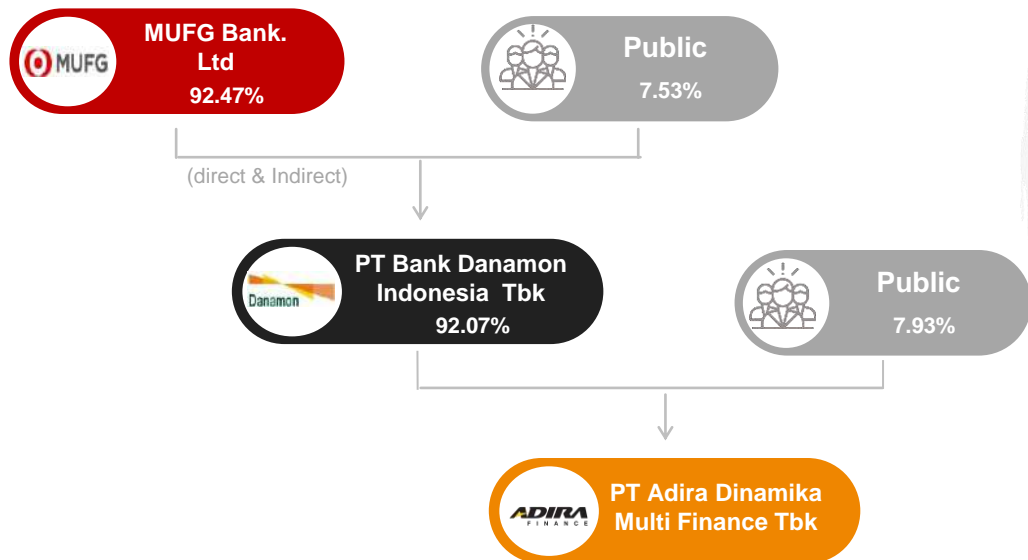 MUFG
MUFG Bank.
Ltd
92.47%
Public
7.53%
(direct & Indirect)
Danamon
PT Bank Danamon
Indonesia Tbk
92.07%
Public
7.93%
ADIRA
FINANCE
PT Adira Dinamika
Multi Finance Tbk